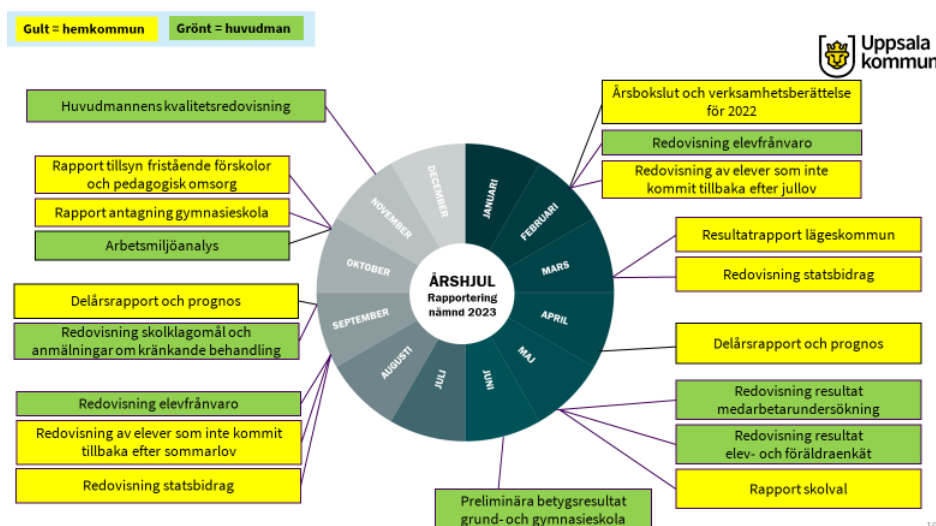 Gult = hemkommun
Grönt = huvudman
Uppsala
kommun
Huvudmannens kvalitetsredovisning
Rapport tillsyn fristående förskolor
och pedagogisk omsorg
Rapport antagning gymnasieskola
Arbetsmiljöanalys
Delårsrapport och prognos
Redovisning skolklagomål och
anmälningar om kränkande behandling
Redovisning elevfrånvaro
Redovisning av elever som inte kommit
tillbaka efter sommarlov
Redovisning statsbidrag
ÅRSHJUL
Rapportering
nämnd 2023
JANUARI
FEBRUARI
MARS
APRIL
MAJ
JUNI
JULI
AUGUSTI
SEPTEMBER
OKTOBER
NOVEMBER
DECEMBER
Årsbokslut och verksamhetsberättelse
för 2022
Redovisning elevfrånvaro
Redovisning av elever som inte
kommit tillbaka efter jullov
Resultatrapport lägeskommun
Redovisning statsbidrag
Delårsrapport och prognos
Redovisning resultat
medarbetarundersökning
Redovisning resultat
elev- och föräldraenkät
Rapport skolval
Preliminära betygsresultat
grund- och gymnasieskola